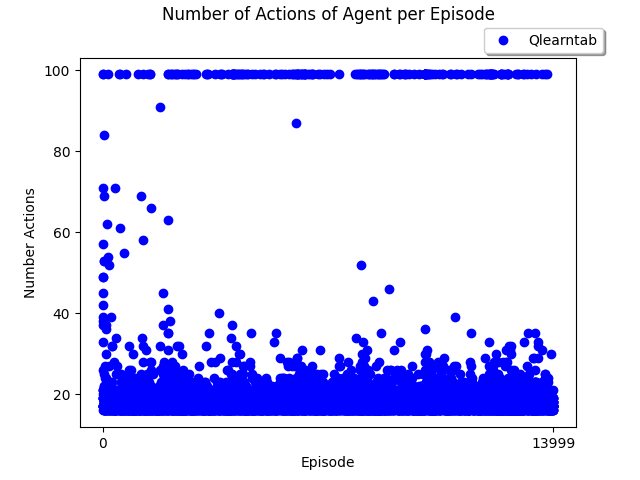 Number of Actions of Agent per Episode
Qlearntab
100
80
60
40
20
Number Actions
0
13999
Episode